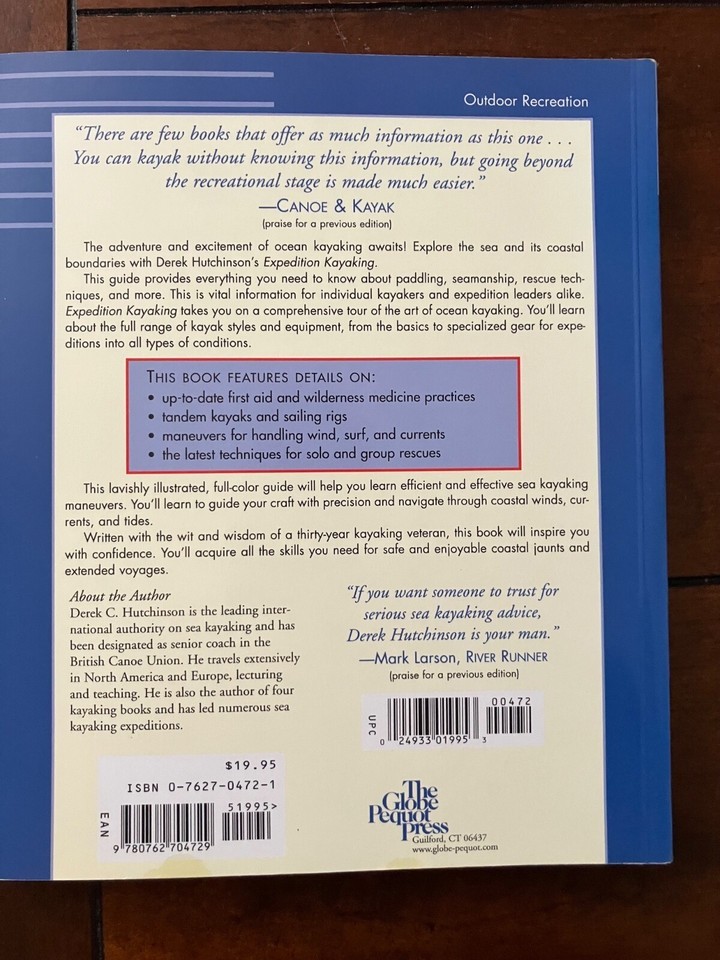 Outdoor Recreation
“There are few books that offer as much information as this one . . .
You can kayak without knowing this information, but going beyond
the recreational stage is made much easier.”
—CANOE & KAYAK
(praise for a previous edition)
The adventure and excitement of ocean kayaking awaits! Explore the sea and its coastal
boundaries with Derek Hutchinson’s Expedition Kayaking.
This guide provides everything you need to know about paddling, seamanship, rescue tech-
niques, and more. This is vital information for individual kayakers and expedition leaders alike.
Expedition Kayaking takes you on a comprehensive tour of the art of ocean kayaking. You’ll learn
about the full range of kayak styles and equipment, from the basics to specialized gear for expe-
ditions into all types of conditions.
THIS BOOK FEATURES DETAILS ON:
• up-to-date first aid and wilderness medicine practices
• tandem kayaks and sailing rigs
• maneuvers for handling wind, surf, and currents
• the latest techniques for solo and group rescues
This lavishly illustrated, full-color guide will help you learn efficient and effective sea kayaking
maneuvers. You’ll learn to guide your craft with precision and navigate through coastal winds, cur-
rents, and tides.
Written with the wit and wisdom of a thirty-year kayaking veteran, this book will inspire you
with confidence. You’ll acquire all the skills you need for safe and enjoyable coastal jaunts and
extended voyages.
About the Author
Derek C. Hutchinson is the leading inter-
national authority on sea kayaking and has
been designated as senior coach in the
British Canoe Union. He travels extensively
in North America and Europe, lecturing
and teaching. He is also the author of four
kayaking books and has led numerous sea
kayaking expeditions.
“If you want someone to trust for
serious sea kayaking advice,
Derek Hutchinson is your man.”
—Mark Larson, RIVER RUNNER
(praise for a previous edition)
00472
UPC
0 24933 01995 3
$19.95
ISBN 0-7627-0472-1
51995>
EAN
9 780762 704729
The
Globe
Pequot
Press
Guilford, CT 06437
www.globe-pequot.com